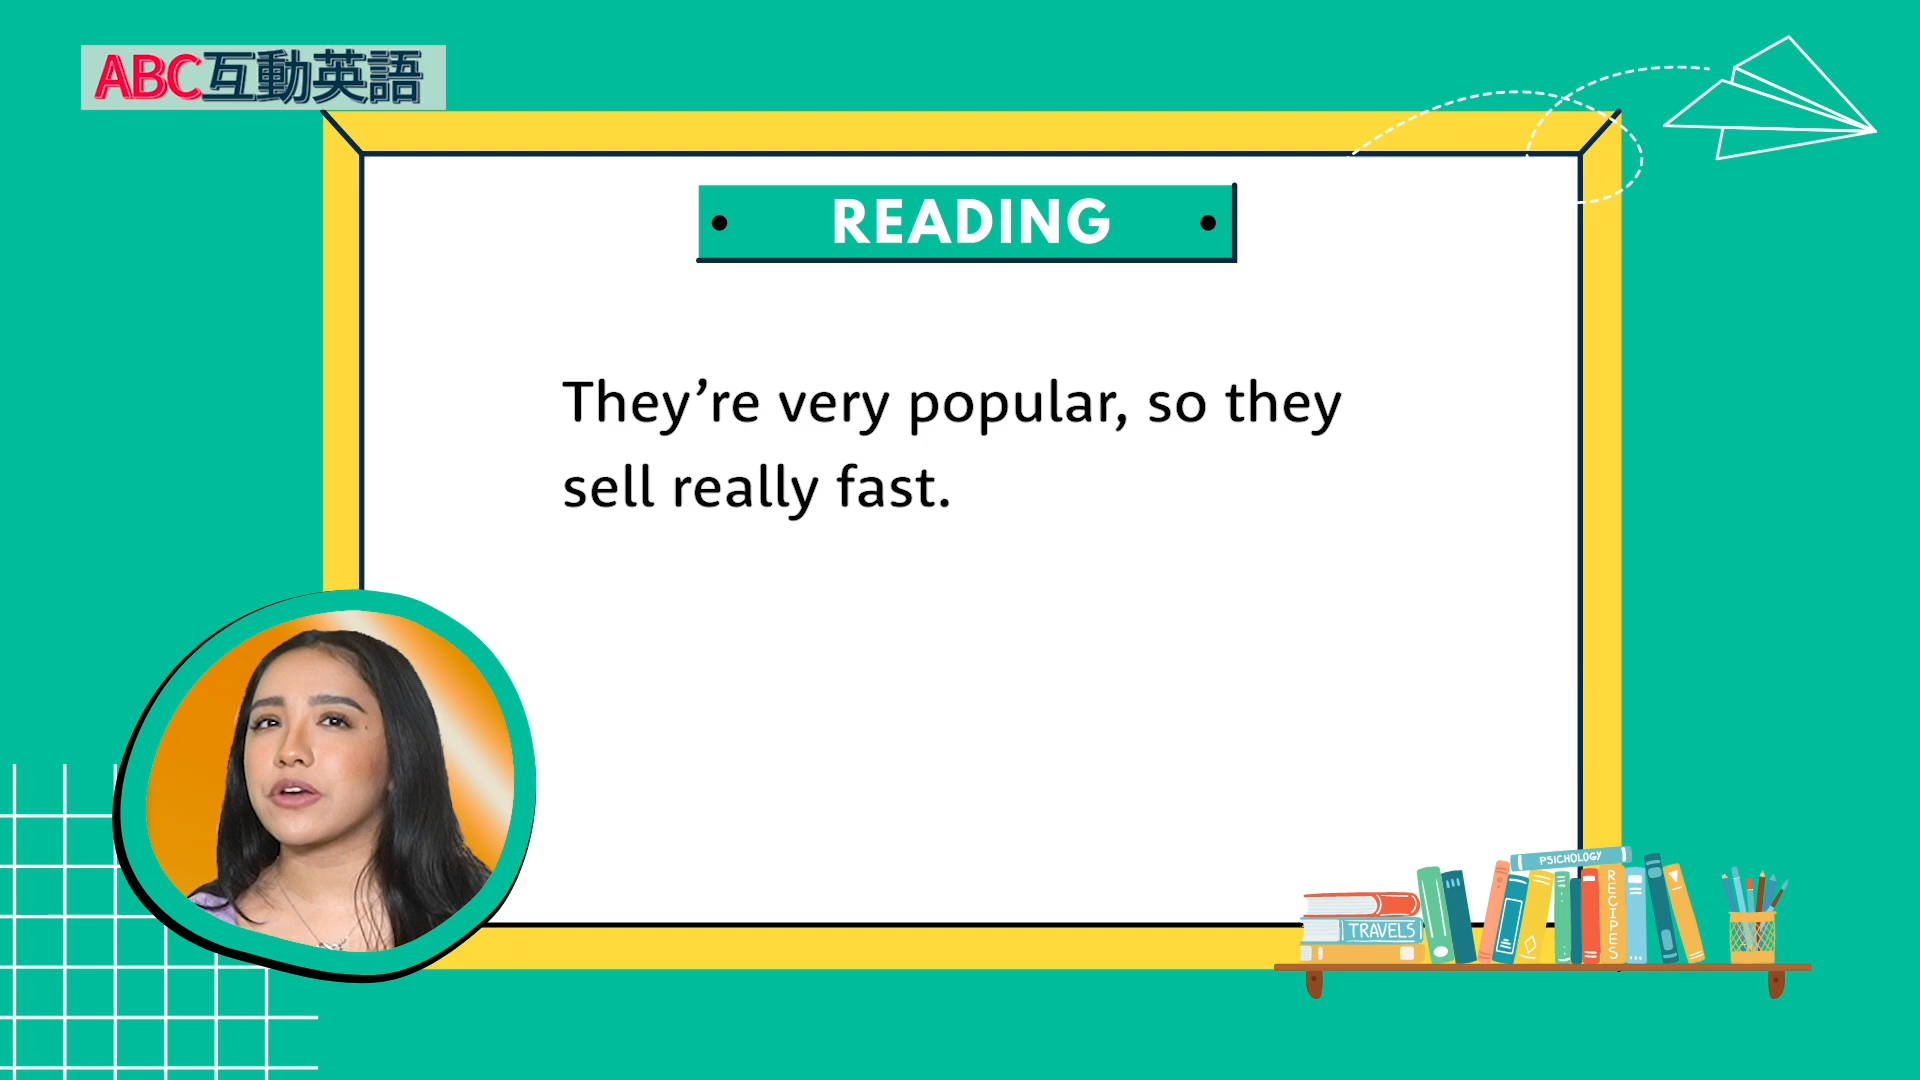 ABC互動英語
READING
They’re very popular, so they
sell really fast.
PSICHOLOGY
TRAVELS
RECIPES